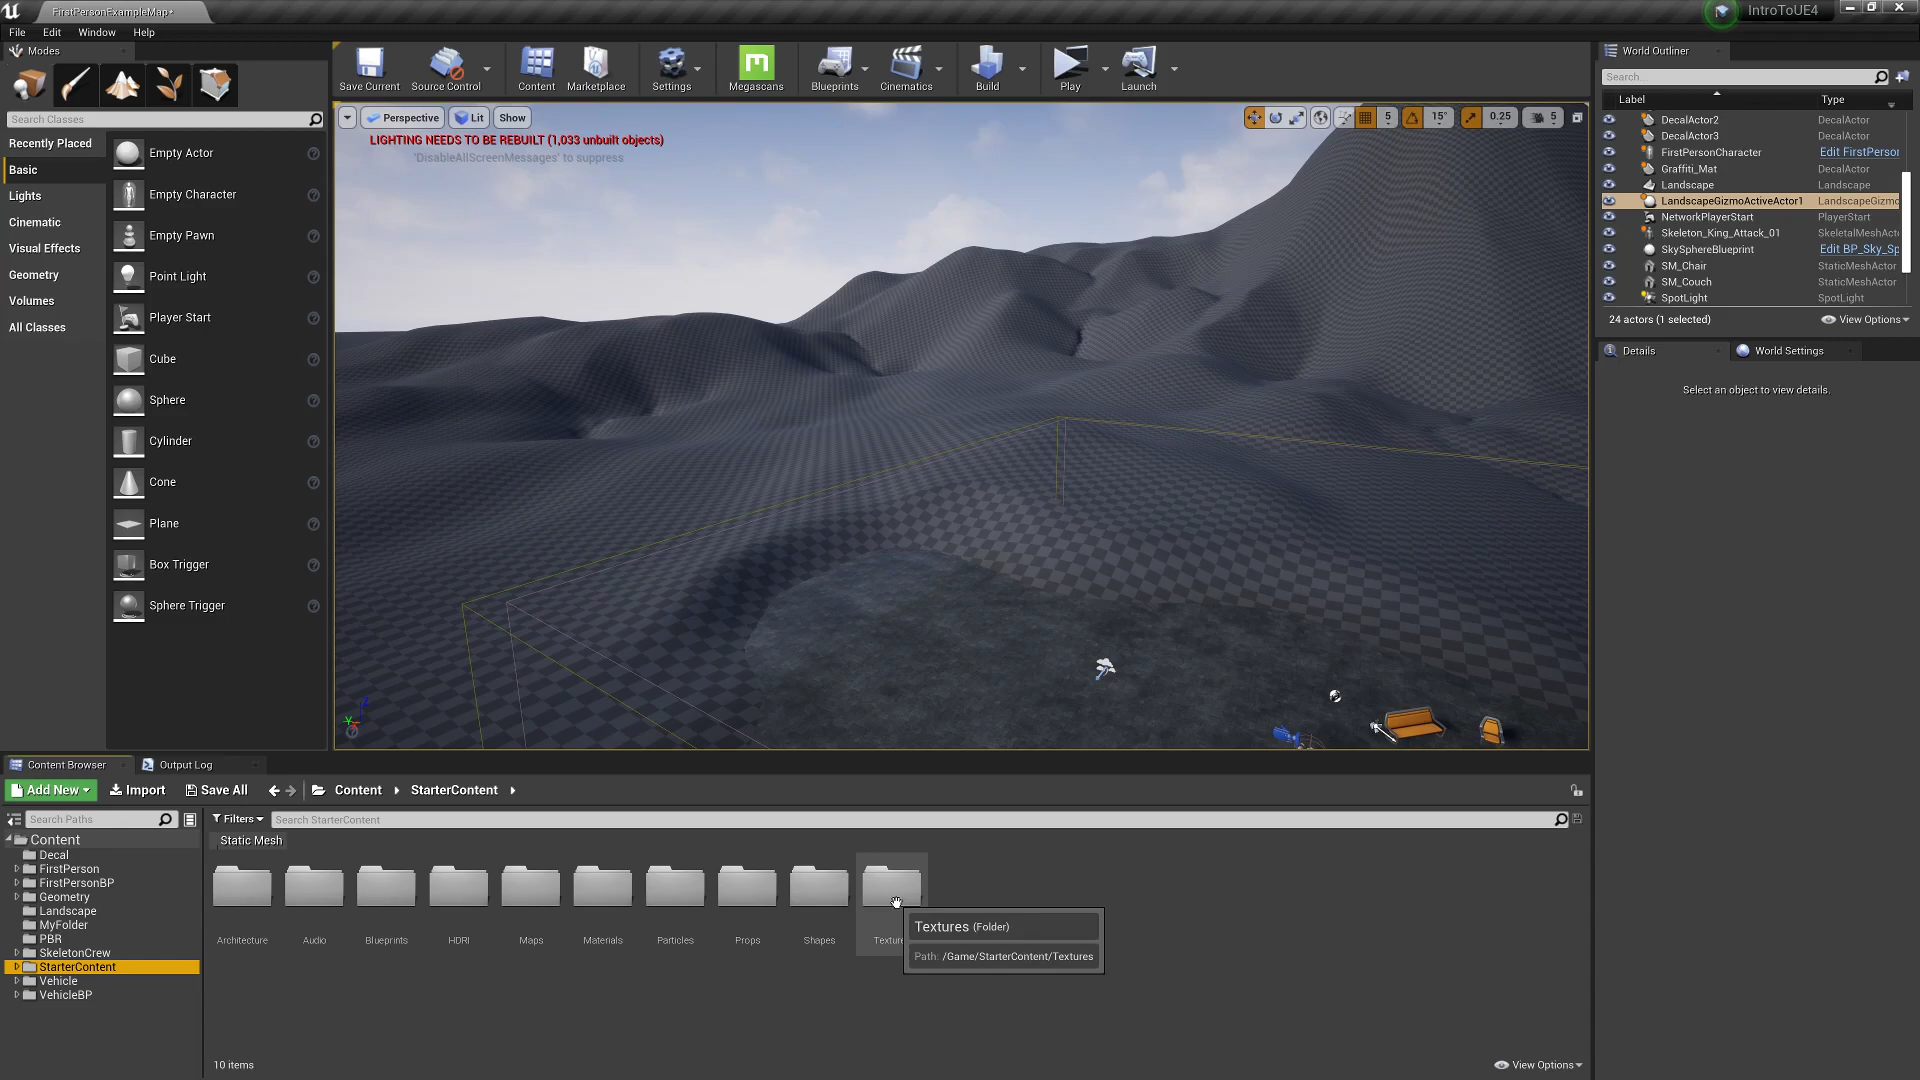 FirstPersonExampleMap*
IntroToUE4
File Edit Window Help
Modes
Search Classes
Recently Placed
Basic
Lights
Cinematic
Visual Effects
Geometry
Volumes
All Classes
Empty Actor
Empty Character
Empty Pawn
Point Light
Player Start
Cube
Sphere
Cylinder
Cone
Plane
Box Trigger
Sphere Trigger
Save Current Source Control Content Marketplace Settings Megascans Blueprints Cinematics Build Play Launch
Perspective Lit Show
5 15° 0.25 5
LIGHTING NEEDS TO BE REBUILT (1,033 unbuilt objects)
'DisableAllScreenMessages' to suppress
World Outliner
Search...
Label Type
DecalActor2 DecalActor
DecalActor3 DecalActor
FirstPersonCharacter Edit FirstPerson
Graffiti_Mat DecalActor
Landscape Landscape
LandscapeGizmoActiveActor1 LandscapeGizmo
NetworkPlayerStart PlayerStart
Skeleton_King_Attack_01 SkeletalMeshActo
SkySphereBlueprint Edit BP_Sky_Sp
SM_Chair StaticMeshActor
SM_Couch StaticMeshActor
SpotLight SpotLight
24 actors (1 selected) View Options
Details World Settings
Select an object to view details.
Content Browser Output Log
Add New Import Save All Content StarterContent
Search Paths
Filters Search StarterContent
Static Mesh
Content
Decal
FirstPerson
FirstPersonBP
Geometry
Landscape
MyFolder
PBR
SkeletonCrew
StarterContent
Vehicle
VehicleBP
Architecture Audio Blueprints HDRI Maps Materials Particles Props Shapes Texture
Textures (Folder)
Path: /Game/StarterContent/Textures
10 items View Options